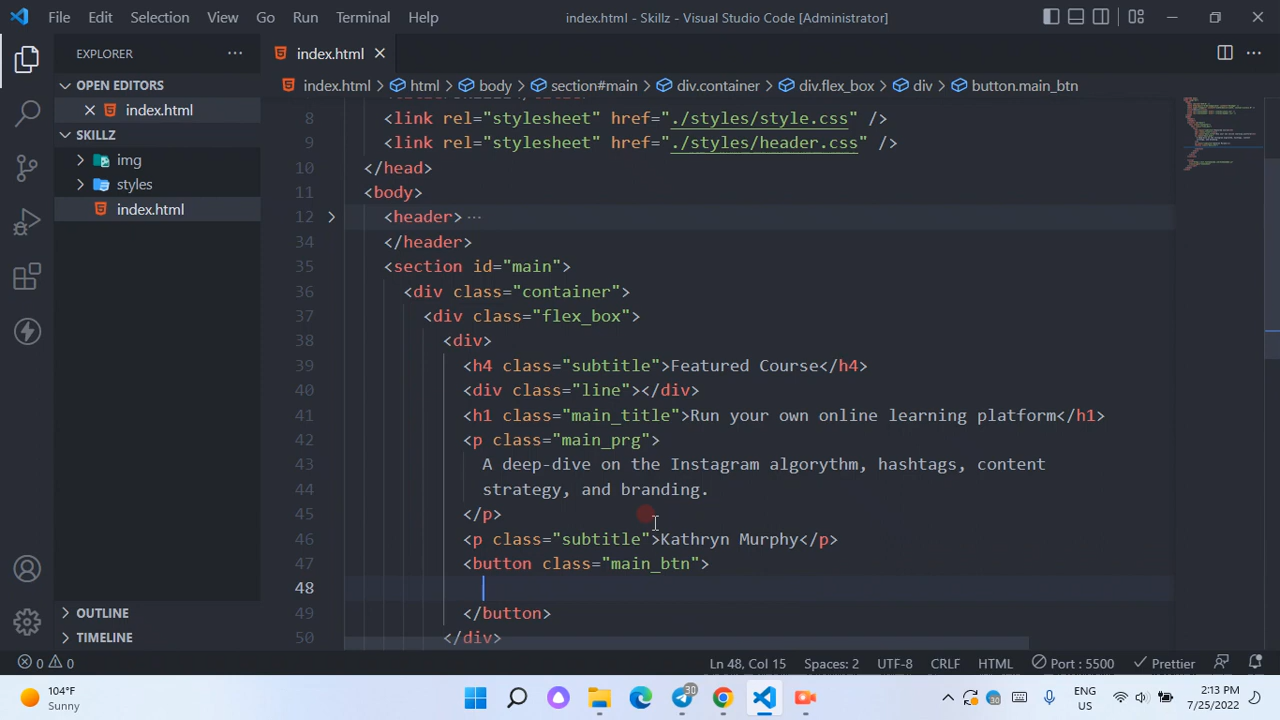 File Edit Selection View Go Run Terminal Help index.html - Skillz - Visual Studio Code [Administrator]
EXPLORER
OPEN EDITORS
index.html
SKILLZ
img
styles
index.html
OUTLINE
TIMELINE
index.html
index.html > html > body > section#main > div.container > div.flex_box > div > button.main_btn
8 <link rel="stylesheet" href="./styles/style.css" />
9 <link rel="stylesheet" href="./styles/header.css" />
10 </head>
11 <body>
12 <header> ...
34 </header>
35 <section id="main">
36 <div class="container">
37 <div class="flex_box">
38 <div>
39 <h4 class="subtitle">Featured Course</h4>
40 <div class="line"></div>
41 <h1 class="main_title">Run your own online learning platform</h1>
42 <p class="main_prg">
43 A deep-dive on the Instagram algorythm, hashtags, content
44 strategy, and branding.
45 </p>
46 <p class="subtitle">Kathryn Murphy</p>
47 <button class="main_btn">
48
49 </button>
50 </div>
0 0 Ln 48, Col 15 Spaces: 2 UTF-8 CRLF HTML Port : 5500 Prettier
104°F
Sunny
30
30
ENG
US
2:13 PM
7/25/2022